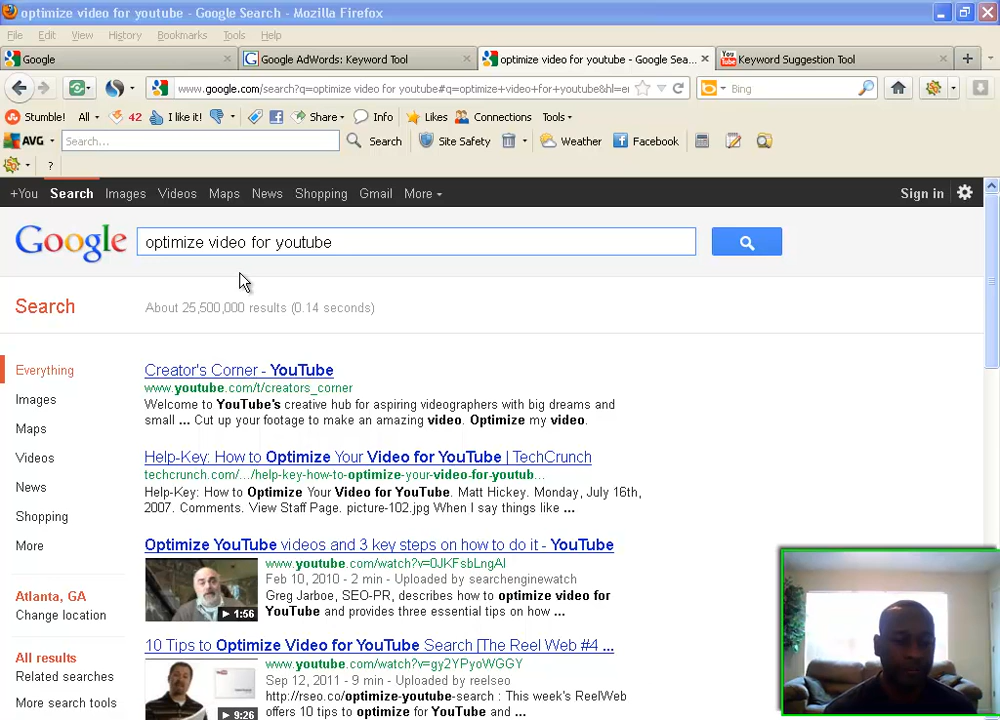 optimize video for youtube - Google Search - Mozilla Firefox
File Edit View History Bookmarks Tools Help
Google Google AdWords: Keyword Tool optimize video for youtube - Google Sea... You Tube Keyword Suggestion Tool
www.google.com/search?q=optimize video for youtube#q=optimize+video+for+youtube&hl=e Bing
Stumble! All 42 I like it! Share Info Likes Connections Tools
AVG Search... Search Site Safety Weather Facebook
?
+You Search Images Videos Maps News Shopping Gmail More Sign in
Google optimize video for youtube
Search About 25,500,000 results (0.14 seconds)
Everything
Images
Maps
Videos
News
Shopping
More
Atlanta, GA
Change location
All results
Related searches
More search tools
Creator's Corner - YouTube
www.youtube.com/t/creators_corner
Welcome to YouTube's creative hub for aspiring videographers with big dreams and
small ... Cut up your footage to make an amazing video. Optimize my video.
Help-Key: How to Optimize Your Video for YouTube | TechCrunch
techcrunch.com/.../help-key-how-to-optimize-your-video-for-youtub...
Help-Key: How to Optimize Your Video for YouTube. Matt Hickey. Monday, July 16th,
2007. Comments. View Staff Page. picture-102.jpg When I say things like ...
Optimize YouTube videos and 3 key steps on how to do it - YouTube
www.youtube.com/watch?v=0JKFsbLngAI
Feb 10, 2010 - 2 min - Uploaded by searchenginewatch
Greg Jarboe, SEO-PR, describes how to optimize video for
YouTube and provides three essential tips on how ...
1:56
10 Tips to Optimize Video for YouTube Search [The Reel Web #4 ...
www.youtube.com/watch?v=gy2YPyoWGGY
Sep 12, 2011 - 9 min - Uploaded by reelseo
http://rseo.co/optimize-youtube-search : This week's ReelWeb
offers 10 tips to optimize for YouTube and ...
9:26